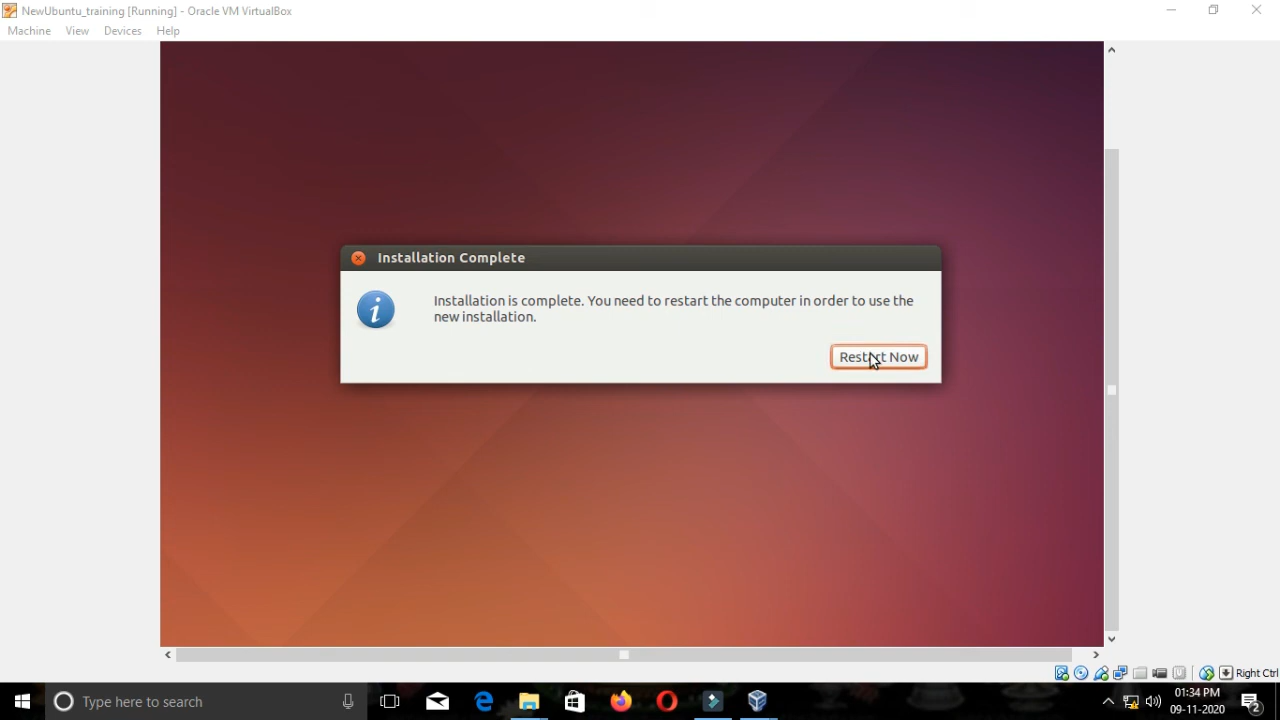 NewUbuntu_training [Running] - Oracle VM VirtualBox
Machine View Devices Help
Installation Complete
Installation is complete. You need to restart the computer in order to use the
new installation.
Restart Now
Right Ctrl
Type here to search
01:34 PM
09-11-2020
2